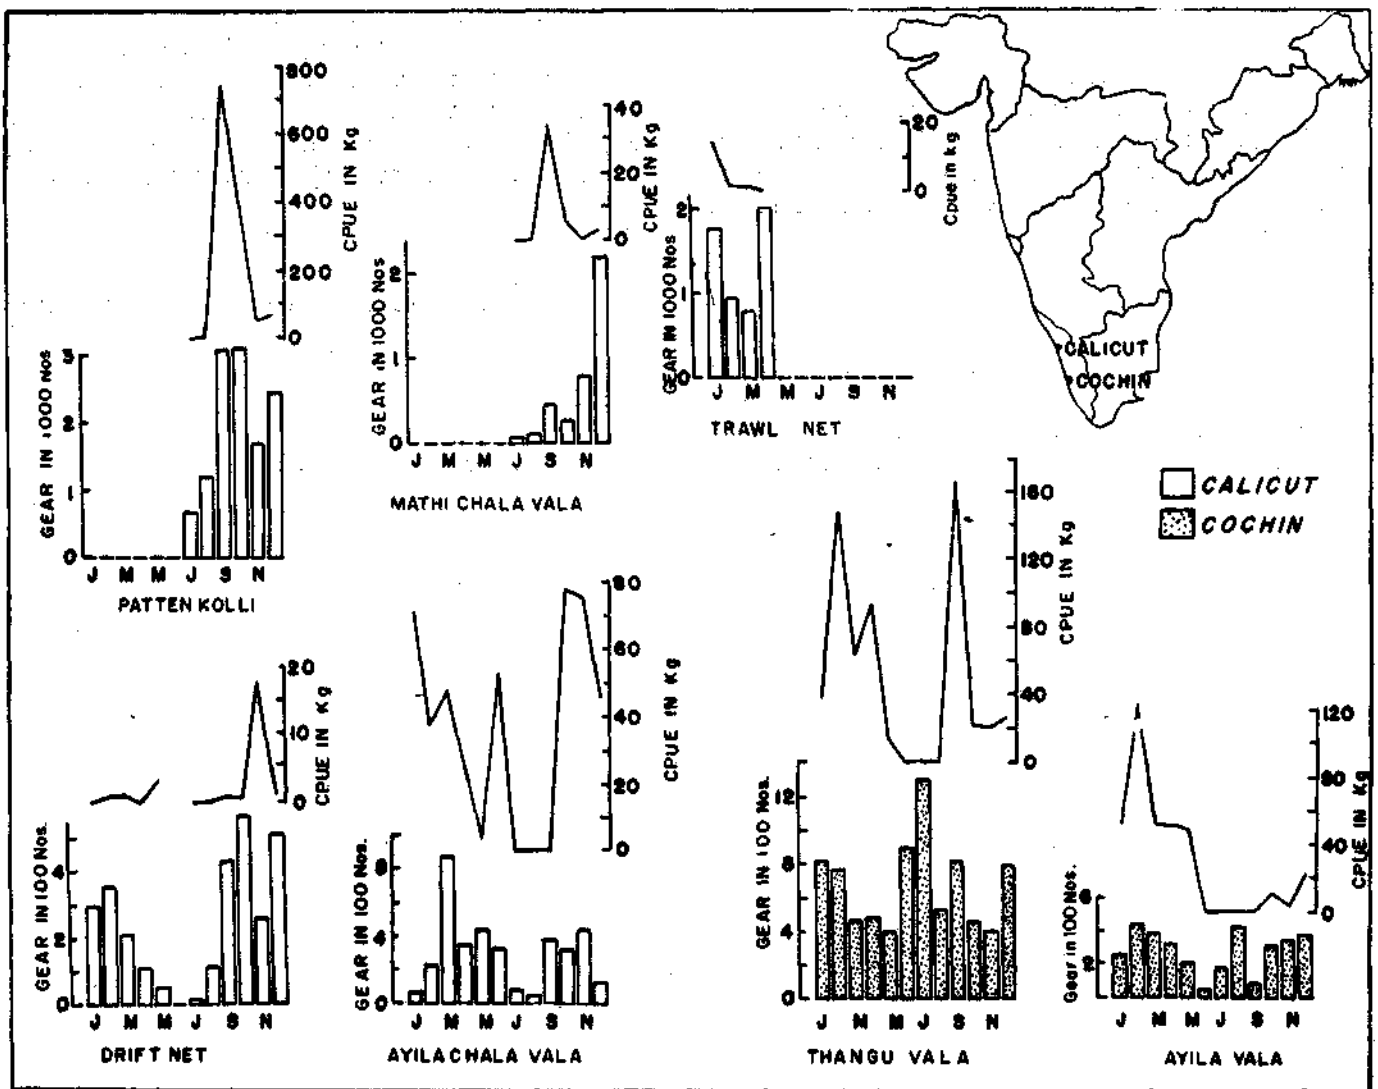 800
600
400
200
0
CPUE IN Kg
GEAR IN 1000 Nos
3
2
1
0
J M M J S N
PATTEN KOLLI
40
20
0
CPUE IN Kg
GEAR IN 1000 Nos
2
1
0
J M M J S N
MATHI CHALA VALA
20
0
Cpue in kg
GEAR IN 1000 Nos
2
1
0
J M M J S N
TRAWL NET
CALICUT
COCHIN
CALICUT
COCHIN
20
10
0
CPUE IN Kg
GEAR IN 100 Nos.
4
2
0
J M M J S N
DRIFT NET
80
60
40
20
0
CPUE IN Kg
GEAR IN 100 Nos.
8
4
0
J M M J S N
AYILA CHALA VALA
160
120
80
40
0
CPUE IN Kg
GEAR IN 100 Nos.
12
8
4
0
J M M J S N
THANGU VALA
120
80
40
0
CPUE IN Kg
Gear in 100 Nos.
6
J M M J S N
AYILA VALA